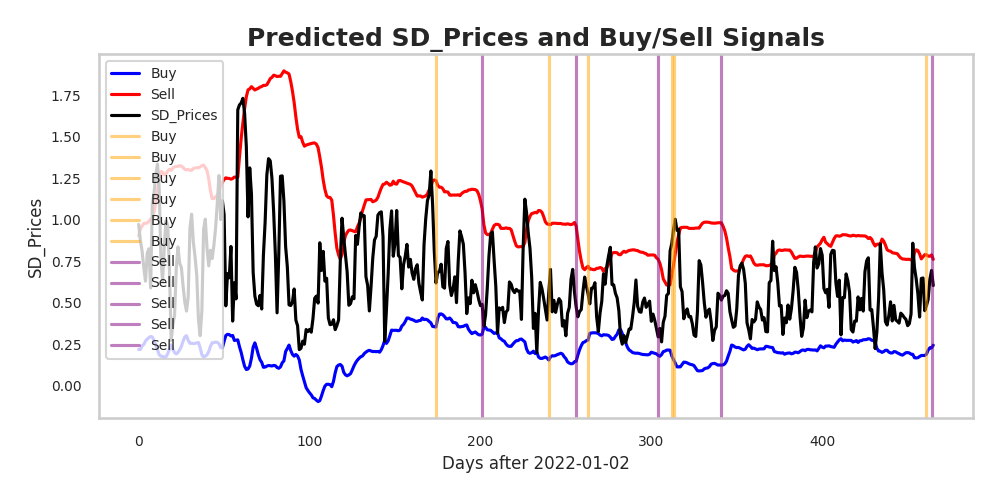 Predicted SD_Prices and Buy/Sell Signals
Buy
Sell
SD_Prices
Buy
Buy
Buy
Buy
Buy
Buy
Sell
Sell
Sell
Sell
Sell
SD_Prices
1.75
1.50
1.25
1.00
0.75
0.50
0.25
0.00
0
100
200
300
400
Days after 2022-01-02